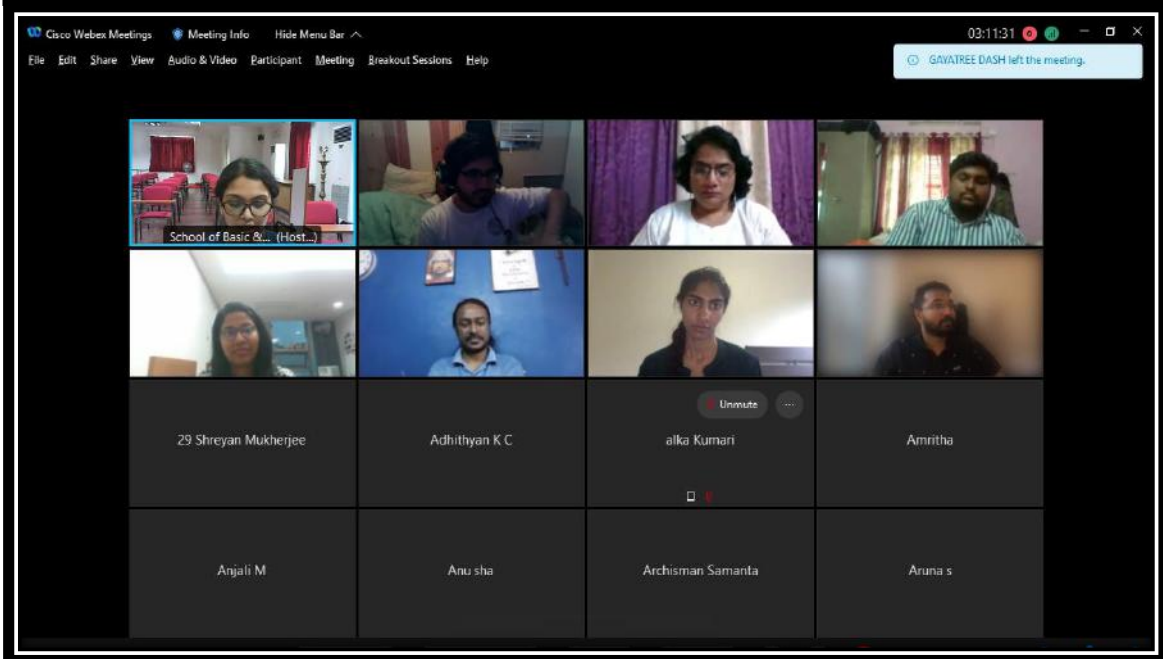 Cisco Webex Meetings Meeting Info Hide Menu Bar 03:11:31
File Edit Share View Audio & Video Participant Meeting Breakout Sessions Help
GAYATREE DASH left the meeting.
School of Basic &... (Host...)
Unmute
29 Shreyan Mukherjee
Adhithyan K C
alka Kumari
Amritha
Anjali M
Anu sha
Archisman Samanta
Aruna s